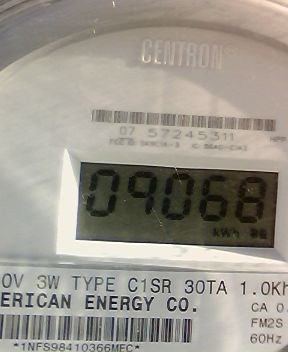 CENTRON®
07 57245311
09068
kWh
0V 3W TYPE C1SR 30TA 1.0Kh
ERICAN ENERGY CO. CA 0.
FM2S
60Hz
*1NFS98410366MEC*